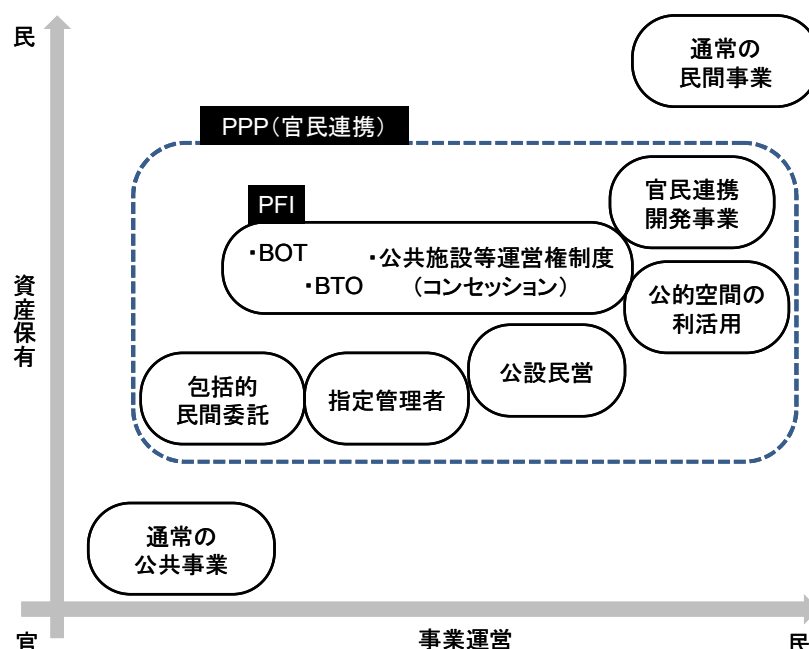 民
通常の
民間事業
PPP(官民連携)
官民連携
開発事業
PFI
・BOT
・公共施設等運営権制度
・BTO
(コンセッション)
公的空間の
利活用
資産保有
公設民営
包括的
民間委託
指定管理者
通常の
公共事業
官
事業運営
民